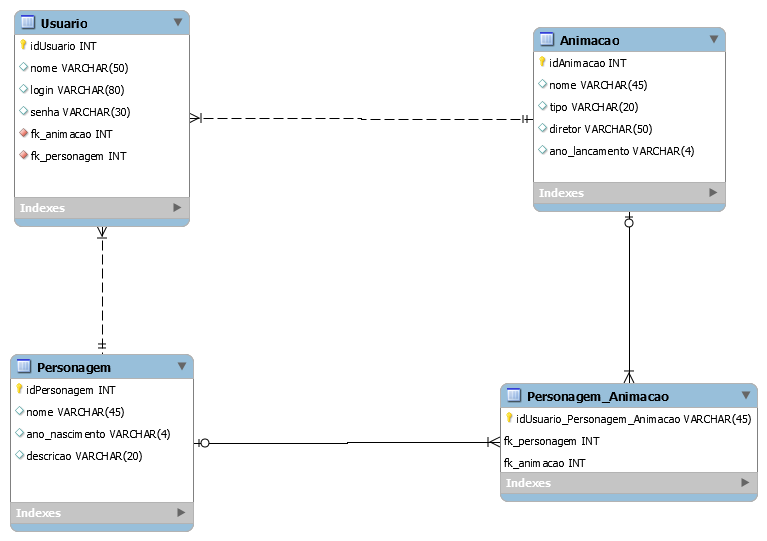 Usuario
idUsuario INT
nome VARCHAR(50)
login VARCHAR(80)
senha VARCHAR(30)
fk_animacao INT
fk_personagem INT
Indexes
Animacao
idAnimacao INT
nome VARCHAR(45)
tipo VARCHAR(20)
diretor VARCHAR(50)
ano_lancamento VARCHAR(4)
Indexes
Personagem
idPersonagem INT
nome VARCHAR(45)
ano_nascimento VARCHAR(4)
descricao VARCHAR(20)
Indexes
Personagem_Animacao
idUsuario_Personagem_Animacao VARCHAR(45)
fk_personagem INT
fk_animacao INT
Indexes